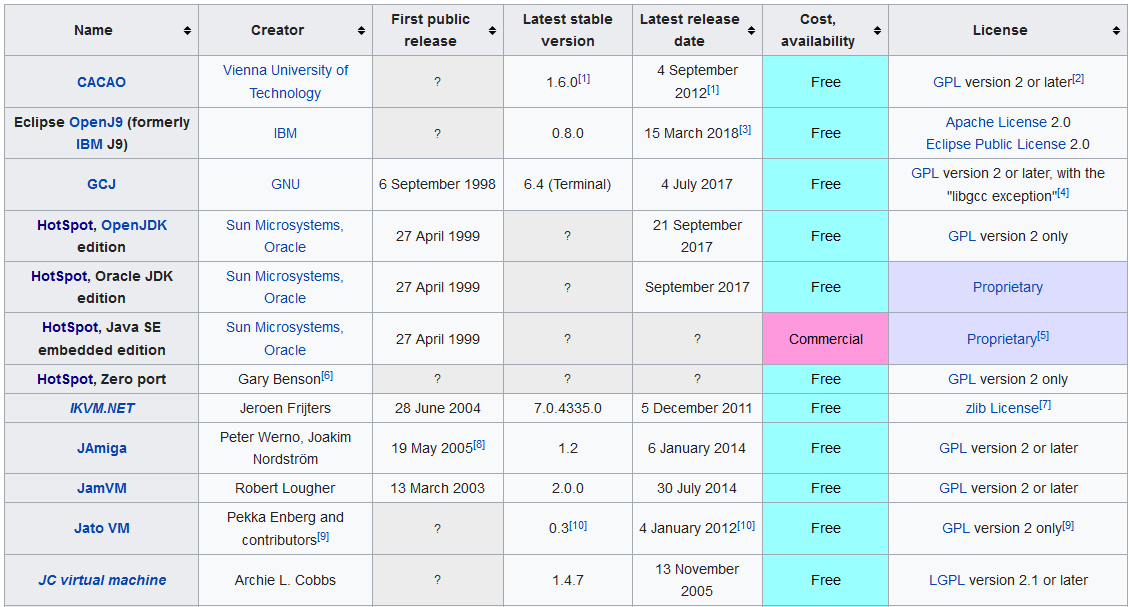 Name Creator First public release Latest stable version Latest release date Cost, availability License
CACAO Vienna University of Technology ? 1.6.0[1] 4 September 2012[1] Free GPL version 2 or later[2]
Eclipse OpenJ9 (formerly IBM J9) IBM ? 0.8.0 15 March 2018[3] Free Apache License 2.0 Eclipse Public License 2.0
GCJ GNU 6 September 1998 6.4 (Terminal) 4 July 2017 Free GPL version 2 or later, with the "libgcc exception"[4]
HotSpot, OpenJDK edition Sun Microsystems, Oracle 27 April 1999 ? 21 September 2017 Free GPL version 2 only
HotSpot, Oracle JDK edition Sun Microsystems, Oracle 27 April 1999 ? September 2017 Free Proprietary
HotSpot, Java SE embedded edition Sun Microsystems, Oracle 27 April 1999 ? ? Commercial Proprietary[5]
HotSpot, Zero port Gary Benson[6] ? ? ? Free GPL version 2 only
IKVM.NET Jeroen Frijters 28 June 2004 7.0.4335.0 5 December 2011 Free zlib License[7]
JAmiga Peter Werno, Joakim Nordström 19 May 2005[8] 1.2 6 January 2014 Free GPL version 2 or later
JamVM Robert Lougher 13 March 2003 2.0.0 30 July 2014 Free GPL version 2 or later
Jato VM Pekka Enberg and contributors[9] ? 0.3[10] 4 January 2012[10] Free GPL version 2 only[9]
JC virtual machine Archie L. Cobbs ? 1.4.7 13 November 2005 Free LGPL version 2.1 or later